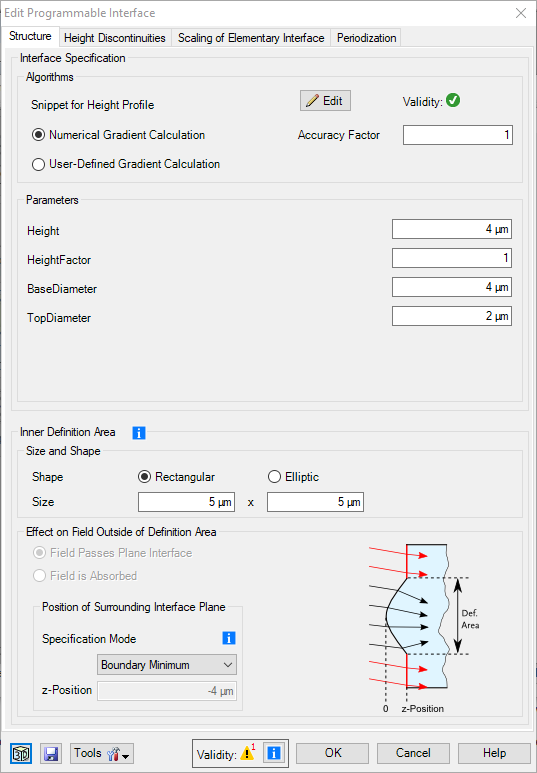 Edit Programmable Interface
Structure Height Discontinuities Scaling of Elementary Interface Periodization
Interface Specification
Algorithms
Snippet for Height Profile Edit Validity:
Numerical Gradient Calculation Accuracy Factor 1
User-Defined Gradient Calculation
Parameters
Height 4 µm
HeightFactor 1
BaseDiameter 4 µm
TopDiameter 2 µm
Inner Definition Area i
Size and Shape
Shape Rectangular Elliptic
Size 5 µm x 5 µm
Effect on Field Outside of Definition Area
Field Passes Plane Interface
Field is Absorbed
Position of Surrounding Interface Plane
Specification Mode i
Boundary Minimum
z-Position -4 µm
Def.
Area
0 z-Position
3D Tools Validity: 1 i OK Cancel Help